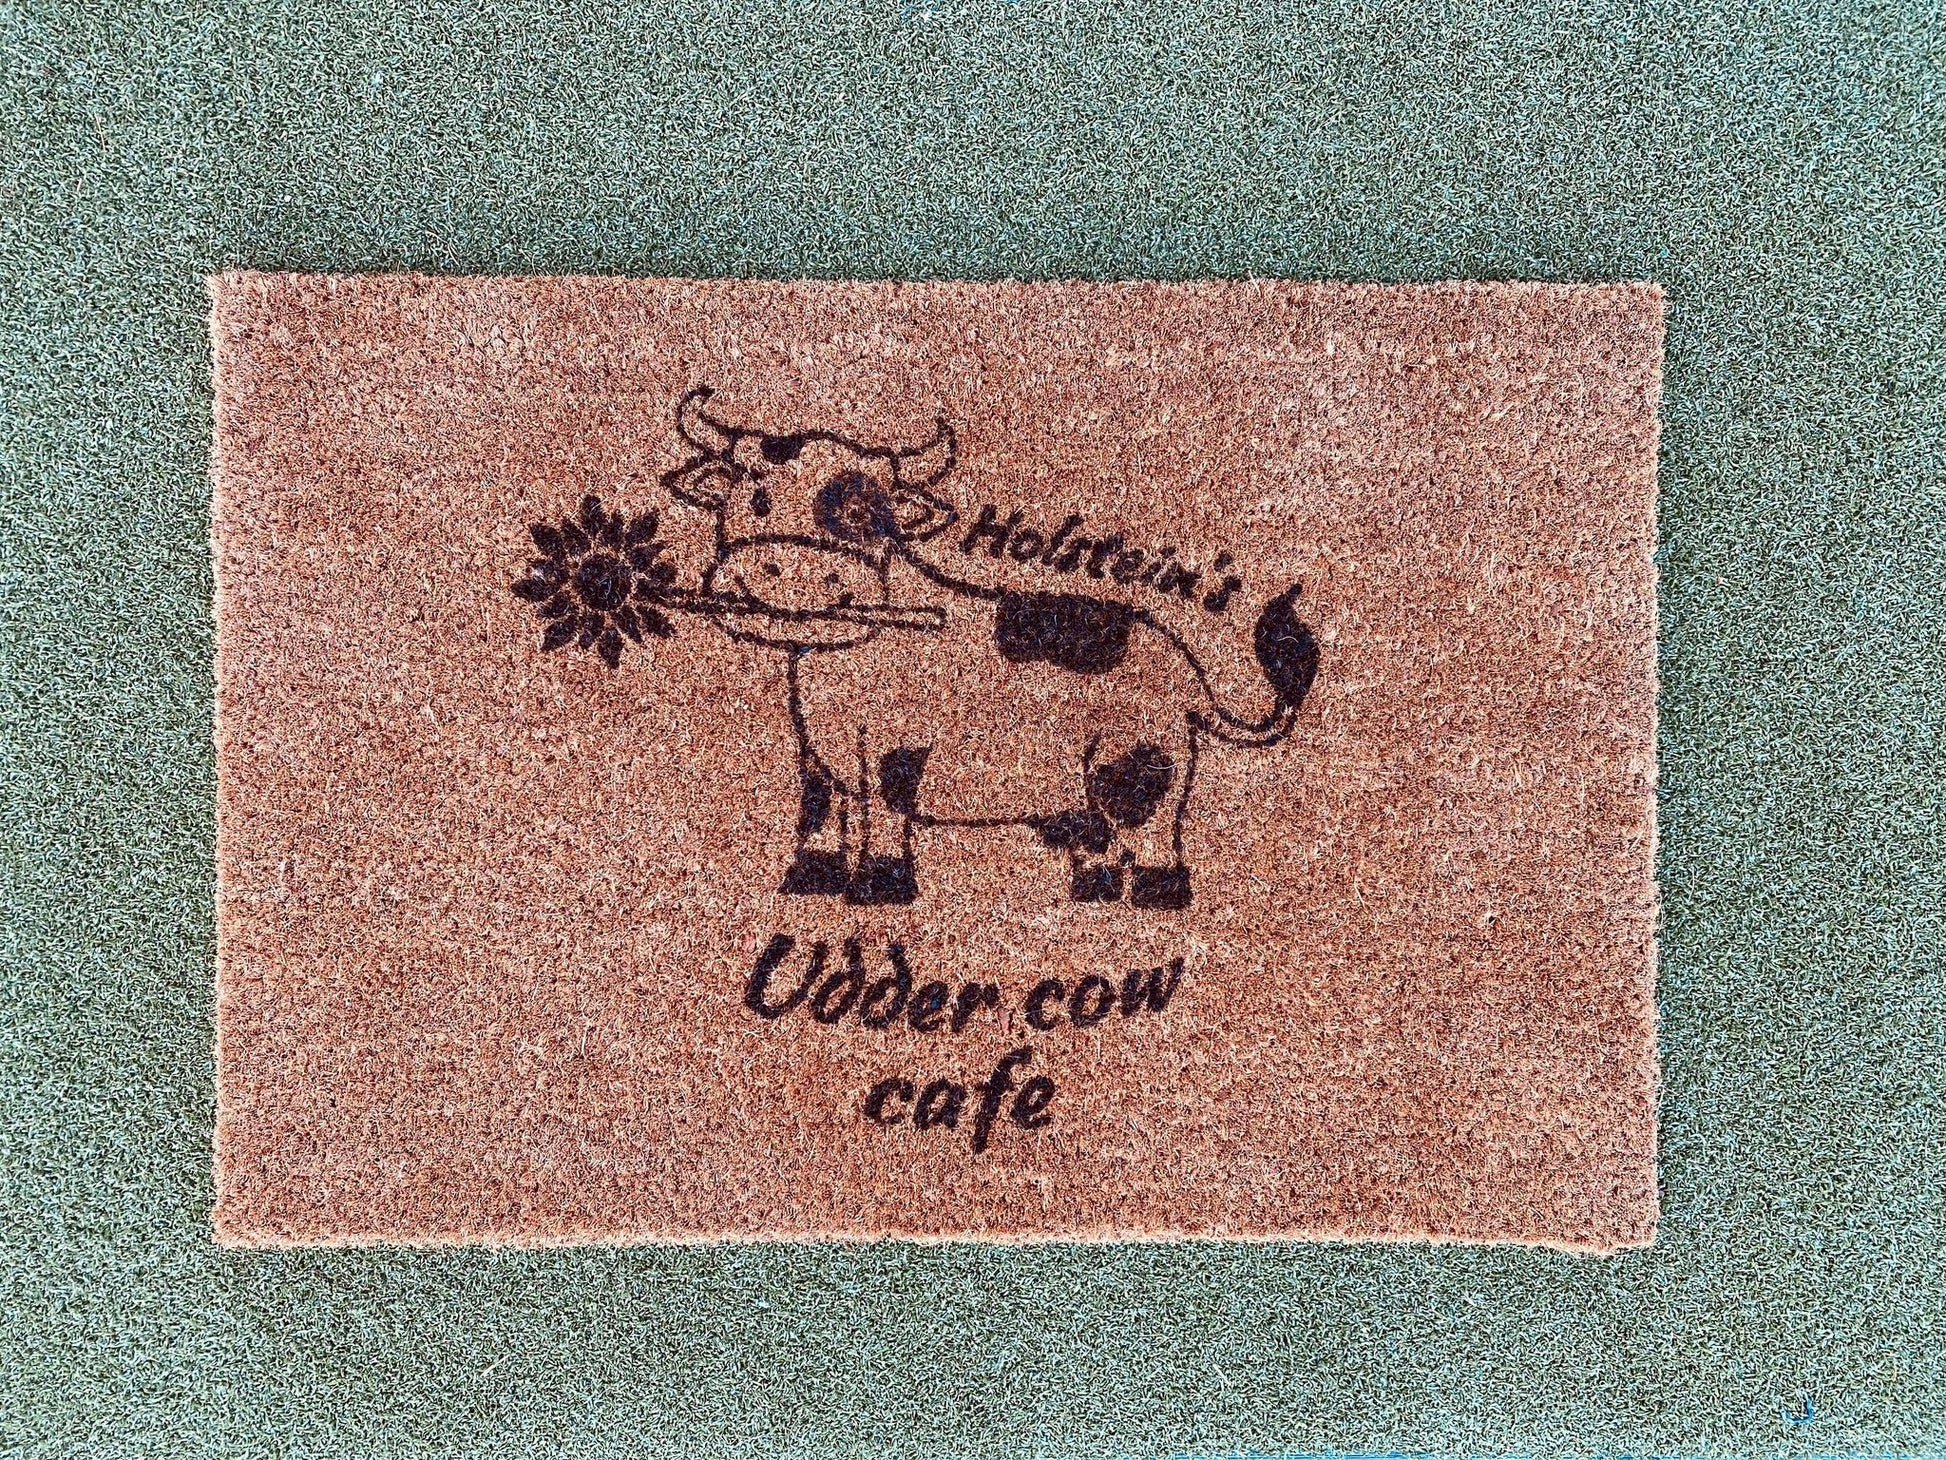 Holstein's
Udder cow
cafe